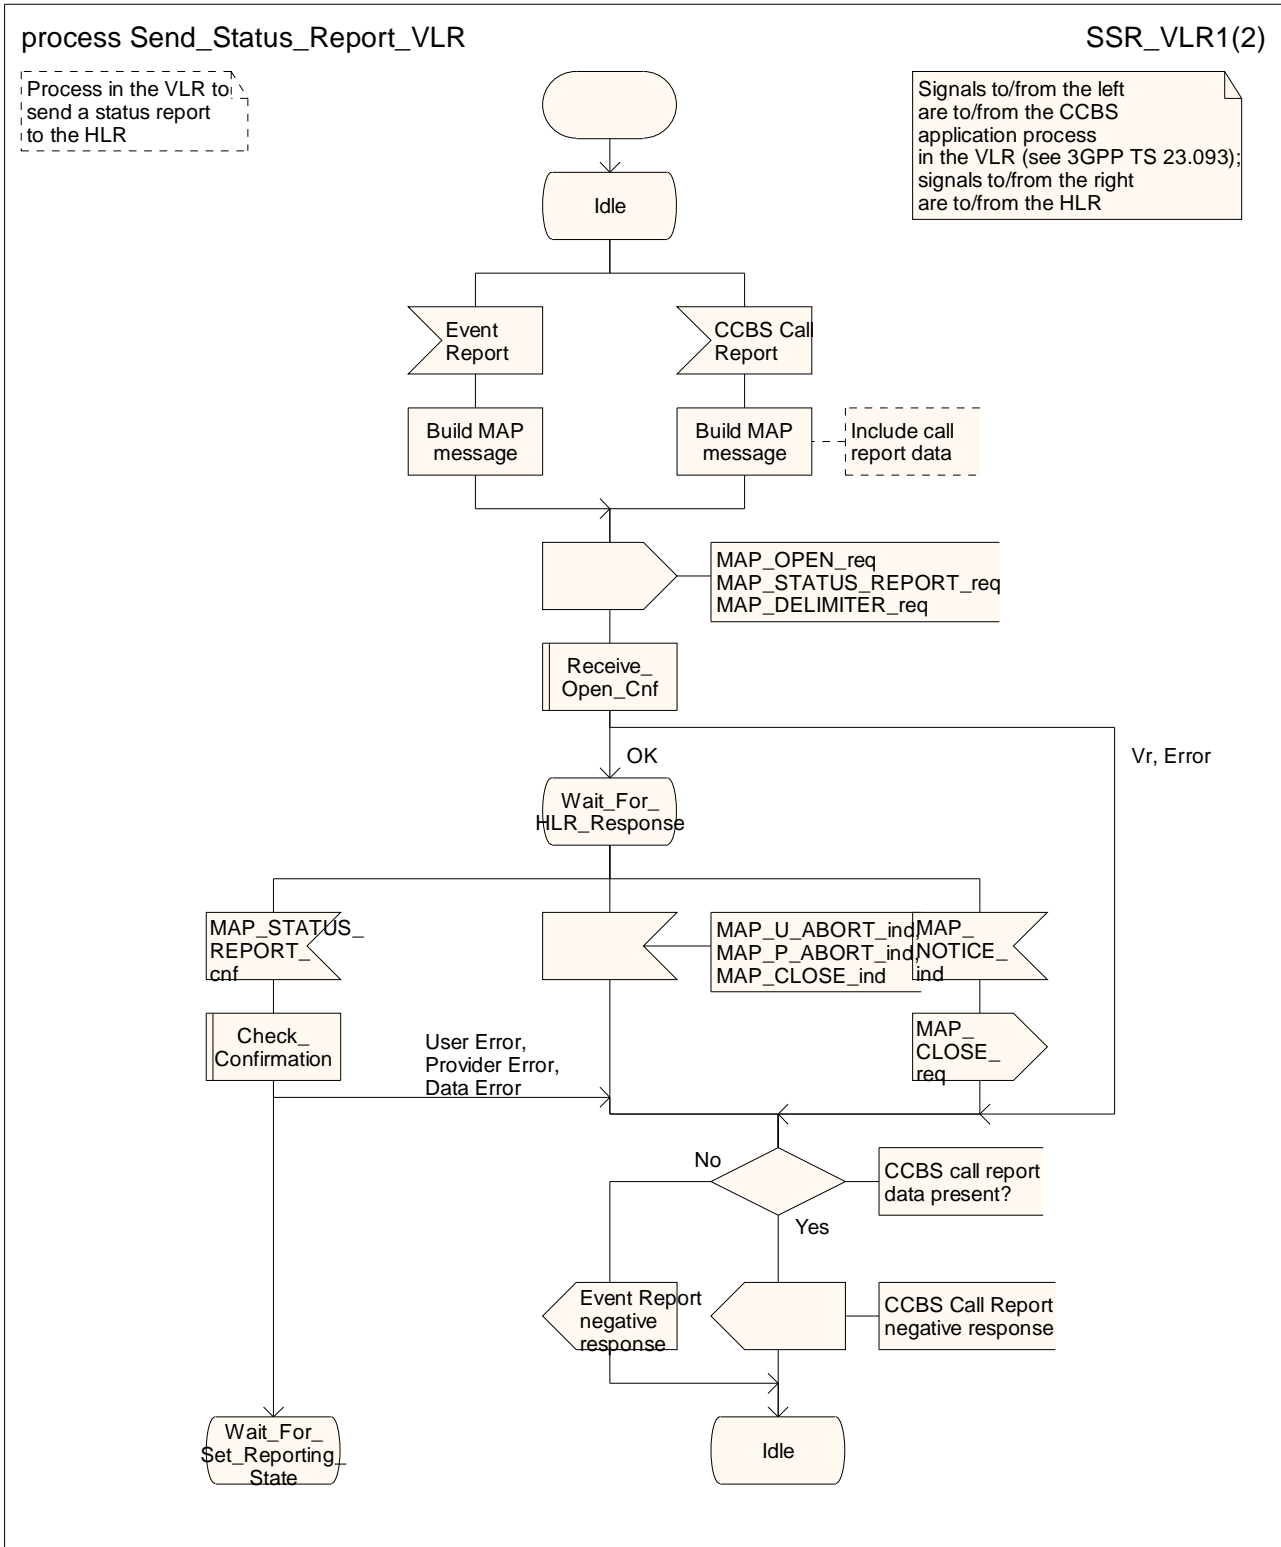 process Send_Status_Report_VLR
SSR_VLR1(2)
Process in the VLR to
send a status report
to the HLR
Signals to/from the left
are to/from the CCBS
application process
in the VLR (see 3GPP TS 23.093);
signals to/from the right
are to/from the HLR
Idle
Event
Report
CCBS Call
Report
Build MAP
message
Build MAP
message
Include call
report data
MAP_OPEN_req
MAP_STATUS_REPORT_req
MAP_DELIMITER_req
Receive_
Open_Cnf
OK
Vr, Error
Wait_For_
HLR_Response
MAP_STATUS_
REPORT_
cnf
MAP_U_ABORT_ind,
MAP_P_ABORT_ind,
MAP_CLOSE_ind
MAP_
NOTICE_
ind
Check_
Confirmation
User Error,
Provider Error,
Data Error
MAP_
CLOSE_
req
No
CCBS call report
data present?
Yes
Event Report
negative
response
CCBS Call Report
negative response
Wait_For_
Set_Reporting_
State
Idle